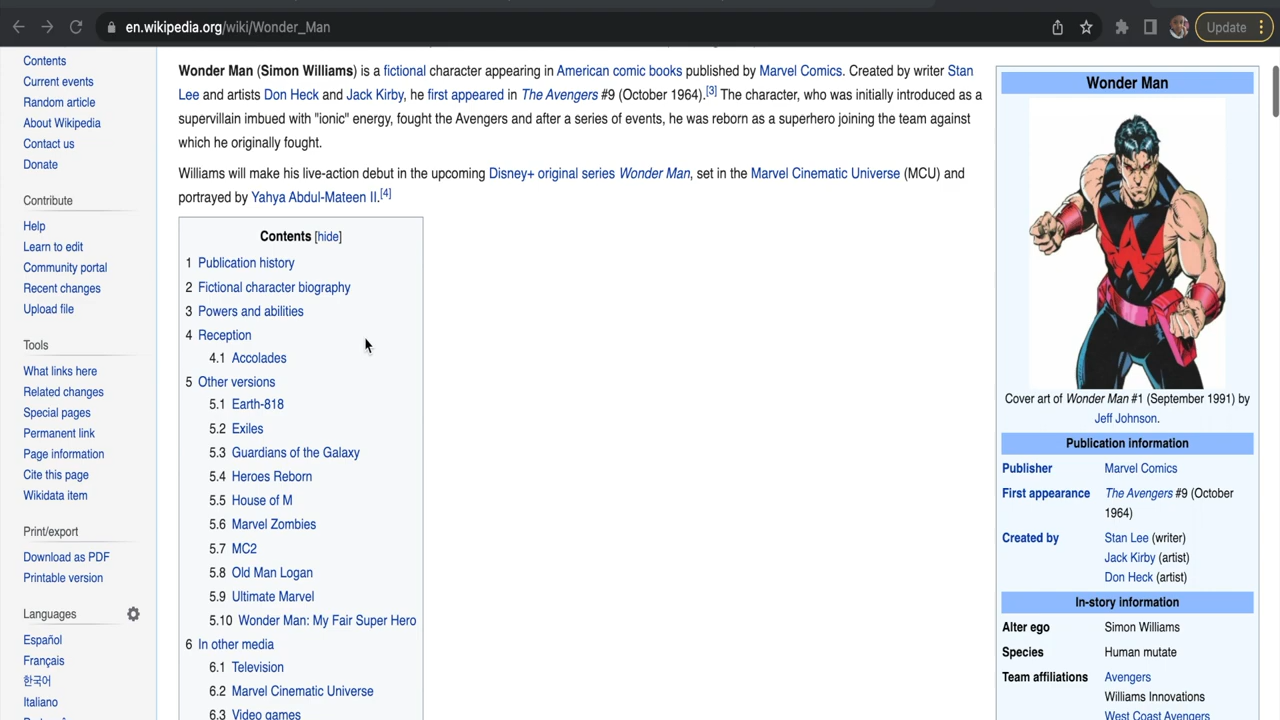 en.wikipedia.org/wiki/Wonder_Man
Update
Contents
Current events
Random article
About Wikipedia
Contact us
Donate
Contribute
Help
Learn to edit
Community portal
Recent changes
Upload file
Tools
What links here
Related changes
Special pages
Permanent link
Page information
Cite this page
Wikidata item
Print/export
Download as PDF
Printable version
Languages
Español
Français
한국어
Italiano
Wonder Man (Simon Williams) is a fictional character appearing in American comic books published by Marvel Comics. Created by writer Stan
Lee and artists Don Heck and Jack Kirby, he first appeared in The Avengers #9 (October 1964).[3] The character, who was initially introduced as a
supervillain imbued with "ionic" energy, fought the Avengers and after a series of events, he was reborn as a superhero joining the team against
which he originally fought.
Williams will make his live-action debut in the upcoming Disney+ original series Wonder Man, set in the Marvel Cinematic Universe (MCU) and
portrayed by Yahya Abdul-Mateen II.[4]
Contents [hide]
1 Publication history
2 Fictional character biography
3 Powers and abilities
4 Reception
4.1 Accolades
5 Other versions
5.1 Earth-818
5.2 Exiles
5.3 Guardians of the Galaxy
5.4 Heroes Reborn
5.5 House of M
5.6 Marvel Zombies
5.7 MC2
5.8 Old Man Logan
5.9 Ultimate Marvel
5.10 Wonder Man: My Fair Super Hero
6 In other media
6.1 Television
6.2 Marvel Cinematic Universe
6.3 Video games
Wonder Man
Cover art of Wonder Man #1 (September 1991) by
Jeff Johnson.
Publication information
Publisher Marvel Comics
First appearance The Avengers #9 (October
1964)
Created by Stan Lee (writer)
Jack Kirby (artist)
Don Heck (artist)
In-story information
Alter ego Simon Williams
Species Human mutate
Team affiliations Avengers
Williams Innovations
West Coast Avengers